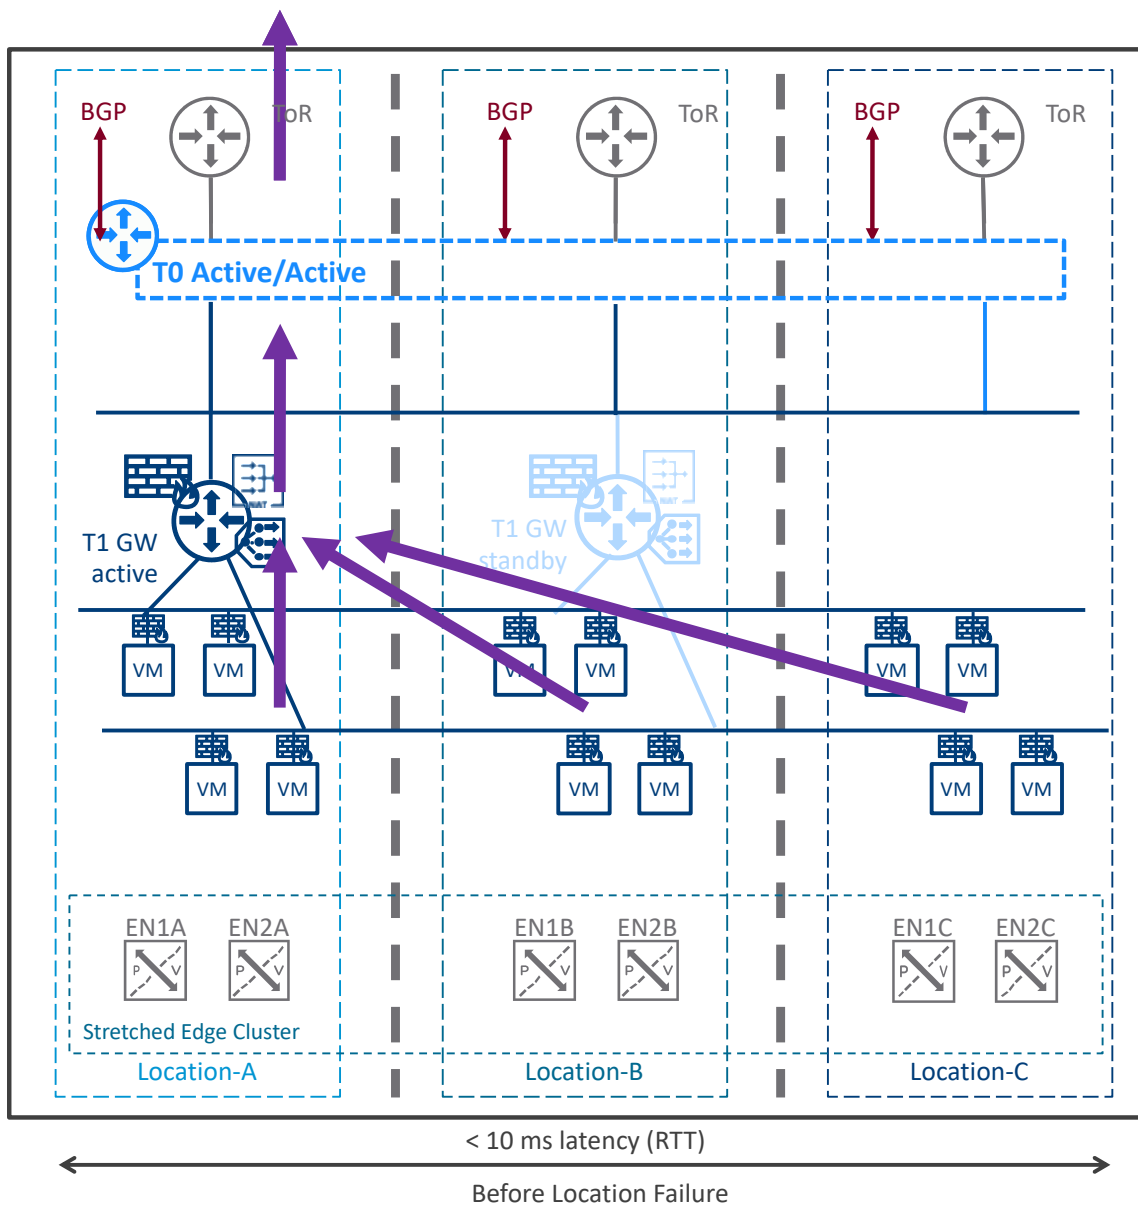 BGP
ToR
BGP
ToR
BGP
ToR
T0 Active/Active
NAT
NAT
T1 GW
active
T1 GW
standby
VM
VM
VM
VM
VM
VM
VM
VM
VM
VM
VM
VM
EN1A
EN2A
EN1B
EN2B
EN1C
EN2C
P
V
P
V
P
V
P
V
P
V
P
V
Stretched Edge Cluster
Location-A
Location-B
Location-C
< 10 ms latency (RTT)
Before Location Failure